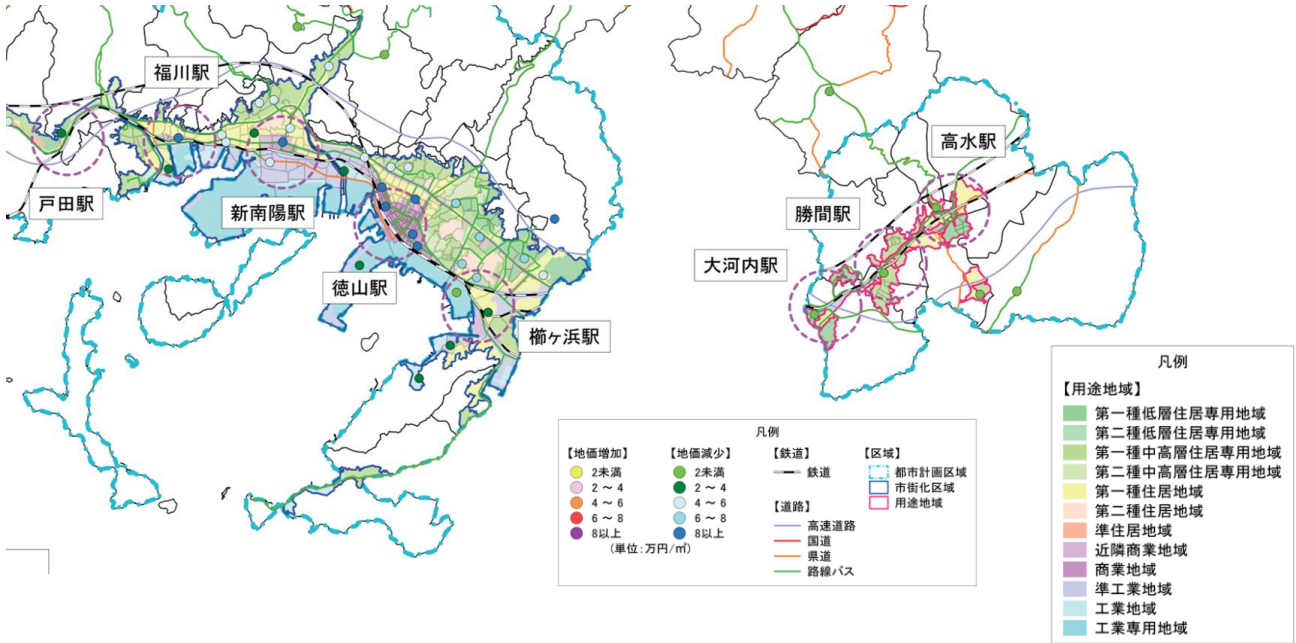 福川駅
戸田駅
新南陽駅
徳山駅
櫛ヶ浜駅
高水駅
勝間駅
大河内駅
凡例
【地価増加】
2未満
2～4
4～6
6～8
8以上
【地価減少】
2未満
2～4
4～6
6～8
8以上
(単位:万円/㎡)
【鉄道】
鉄道
【道路】
高速道路
国道
県道
路線バス
【区域】
都市計画区域
市街化区域
用途地域
凡例
【用途地域】
第一種低層住居専用地域
第二種低層住居専用地域
第一種中高層住居専用地域
第二種中高層住居専用地域
第一種住居地域
第二種住居地域
準住居地域
近隣商業地域
商業地域
準工業地域
工業地域
工業専用地域